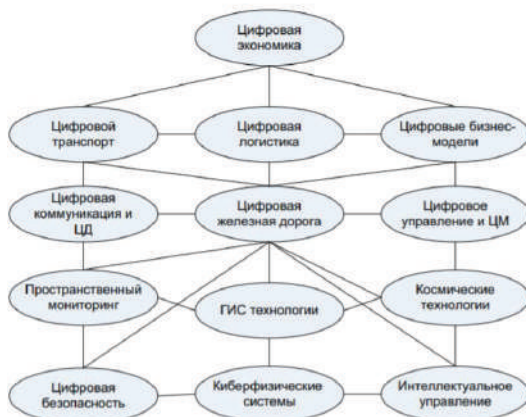 Цифровая
экономика
Цифровой
транспорт
Цифровая
логистика
Цифровые бизнес-
модели
Цифровая
коммуникация и
ЦД
Цифровая
железная дорога
Цифровое
управление и ЦМ
Пространственный
мониторинг
ГИС технологии
Космические
технологии
Цифровая
безопасность
Киберфизические
системы
Интеллектуальное
управление